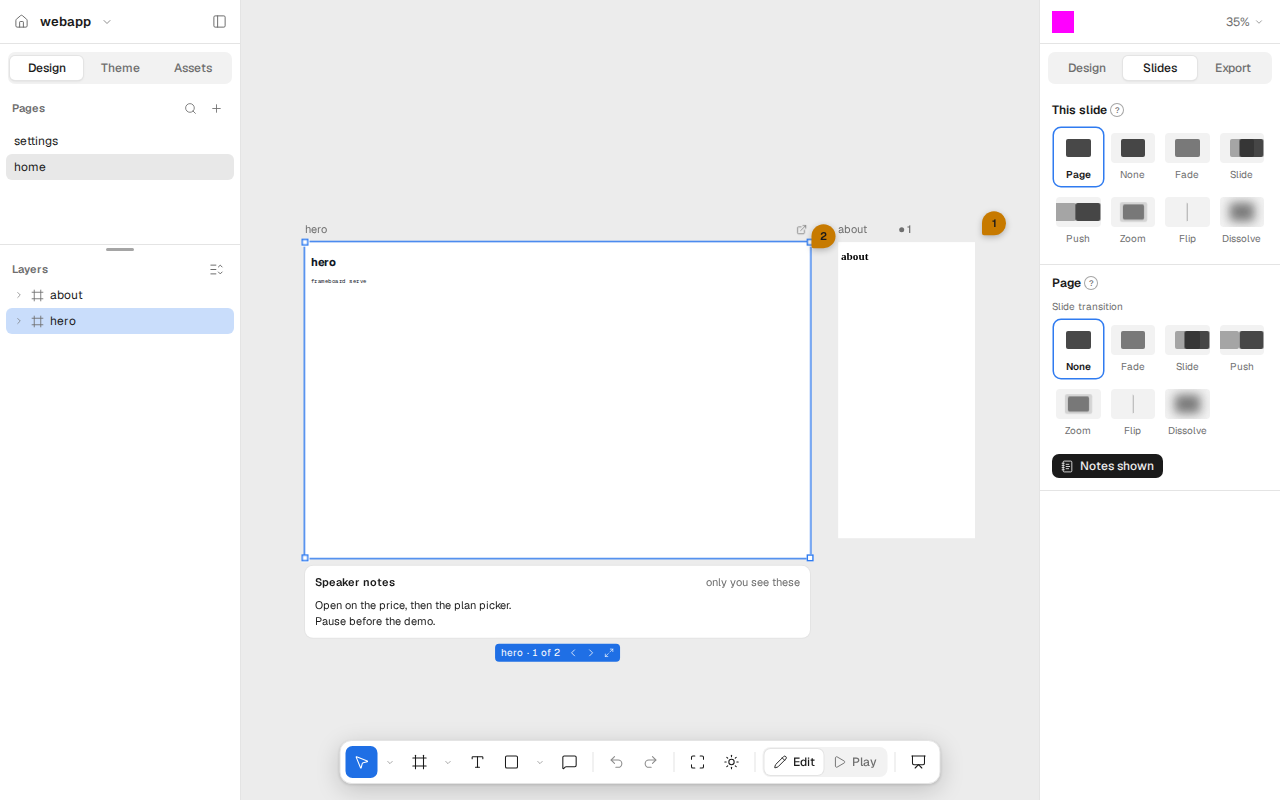 webapp
Design
Theme
Assets
Pages
settings
home
Layers
about
hero
hero
2
about
1
1
hero
frameboard serve
about
Speaker notes
only you see these
Open on the price, then the plan picker.
Pause before the demo.
hero · 1 of 2
Edit
Play
35%
Design
Slides
Export
This slide ?
Page
None
Fade
Slide
Push
Zoom
Flip
Dissolve
Page ?
Slide transition
None
Fade
Slide
Push
Zoom
Flip
Dissolve
Notes shown